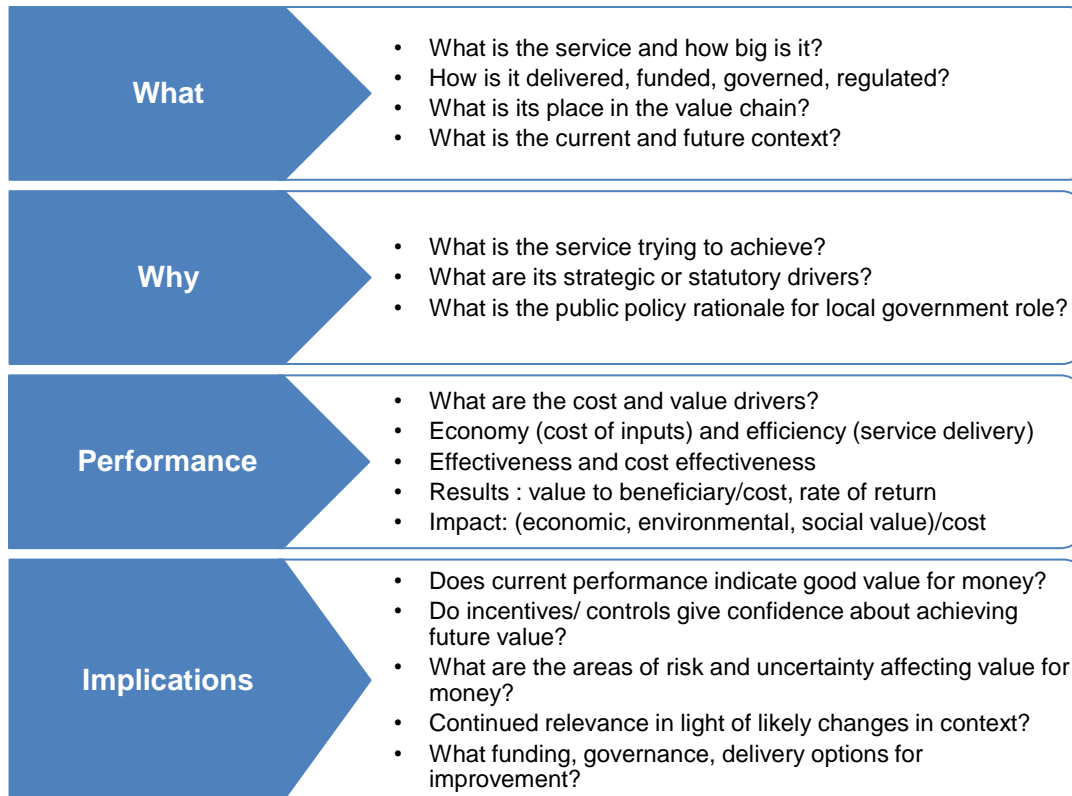 What
• What is the service and how big is it?
• How is it delivered, funded, governed, regulated?
• What is its place in the value chain?
• What is the current and future context?
Why
• What is the service trying to achieve?
• What are its strategic or statutory drivers?
• What is the public policy rationale for local government role?
Performance
• What are the cost and value drivers?
• Economy (cost of inputs) and efficiency (service delivery)
• Effectiveness and cost effectiveness
• Results : value to beneficiary/cost, rate of return
• Impact: (economic, environmental, social value)/cost
Implications
• Does current performance indicate good value for money?
• Do incentives/ controls give confidence about achieving
future value?
• What are the areas of risk and uncertainty affecting value for
money?
• Continued relevance in light of likely changes in context?
• What funding, governance, delivery options for
improvement?